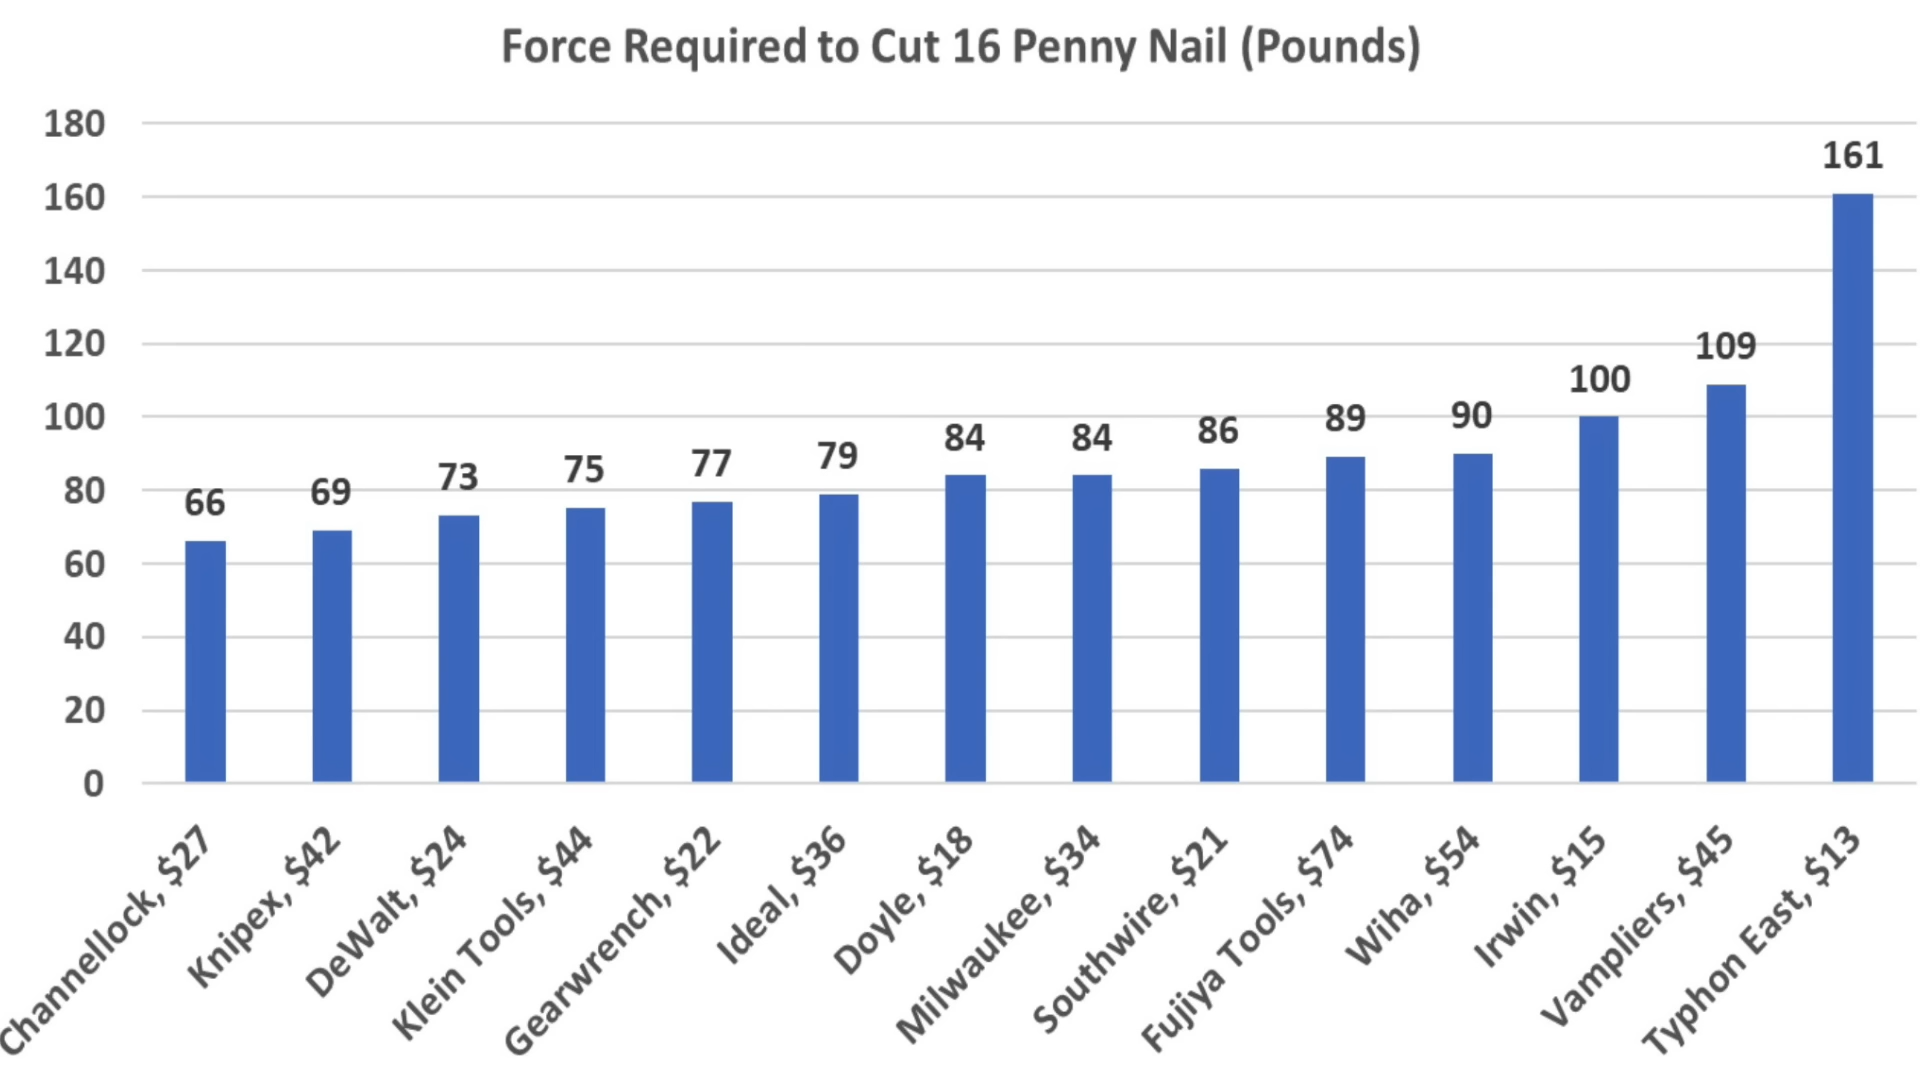 Force Required to Cut 16 Penny Nail (Pounds)
180
160
140
120
100
80
60
40
20
0
66
69
73
75
77
79
84
84
86
89
90
100
109
161
Channellock, $27
Knipex, $42
DeWalt, $24
Klein Tools, $44
Gearwrench, $22
Ideal, $36
Doyle, $18
Milwaukee, $34
Southwire, $21
Fujiya Tools, $74
Wiha, $54
Irwin, $15
Vampliers, $45
Typhon East, $13